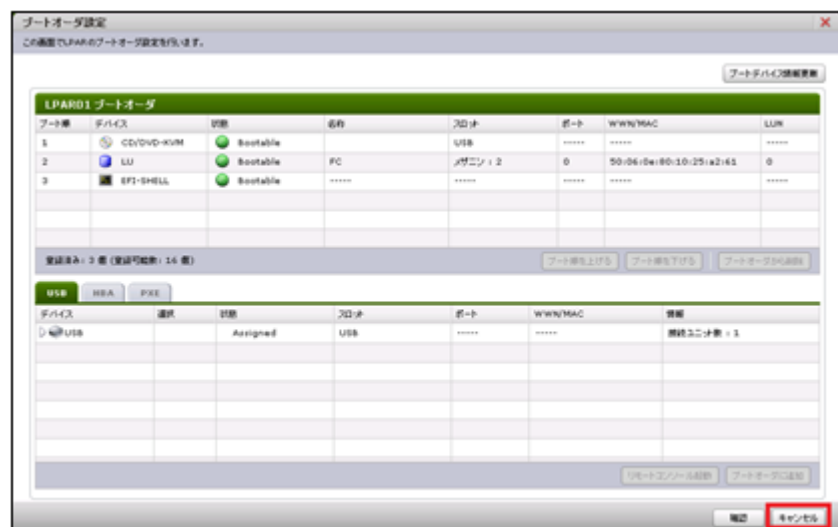 ブートオーダ設定
この画面でLPARのブートオーダ設定を行います。
ブートデバイス情報更新
LPAR01 ブートオーダ
ブート順 デバイス 状態 名称 スロット ポート WWN/MAC LUN
1 CD/DVD-KVM Bootable USB ----- ----- -----
2 LU Bootable FC メザニン : 2 0 50:06:0e:80:10:25:a2:61 0
3 EFI-SHELL Bootable ----- ----- ----- ----- -----
登録済み: 3 個 (登録可能数: 16 個)
ブート順を上げる ブート順を下げる ブートオーダから削除
USB HBA PXE
デバイス 選択 状態 スロット ポート WWN/MAC 情報
USB Assigned USB ----- ----- 接続ユニット数 : 1
リモートコンソール起動 ブートオーダに追加
確認 キャンセル